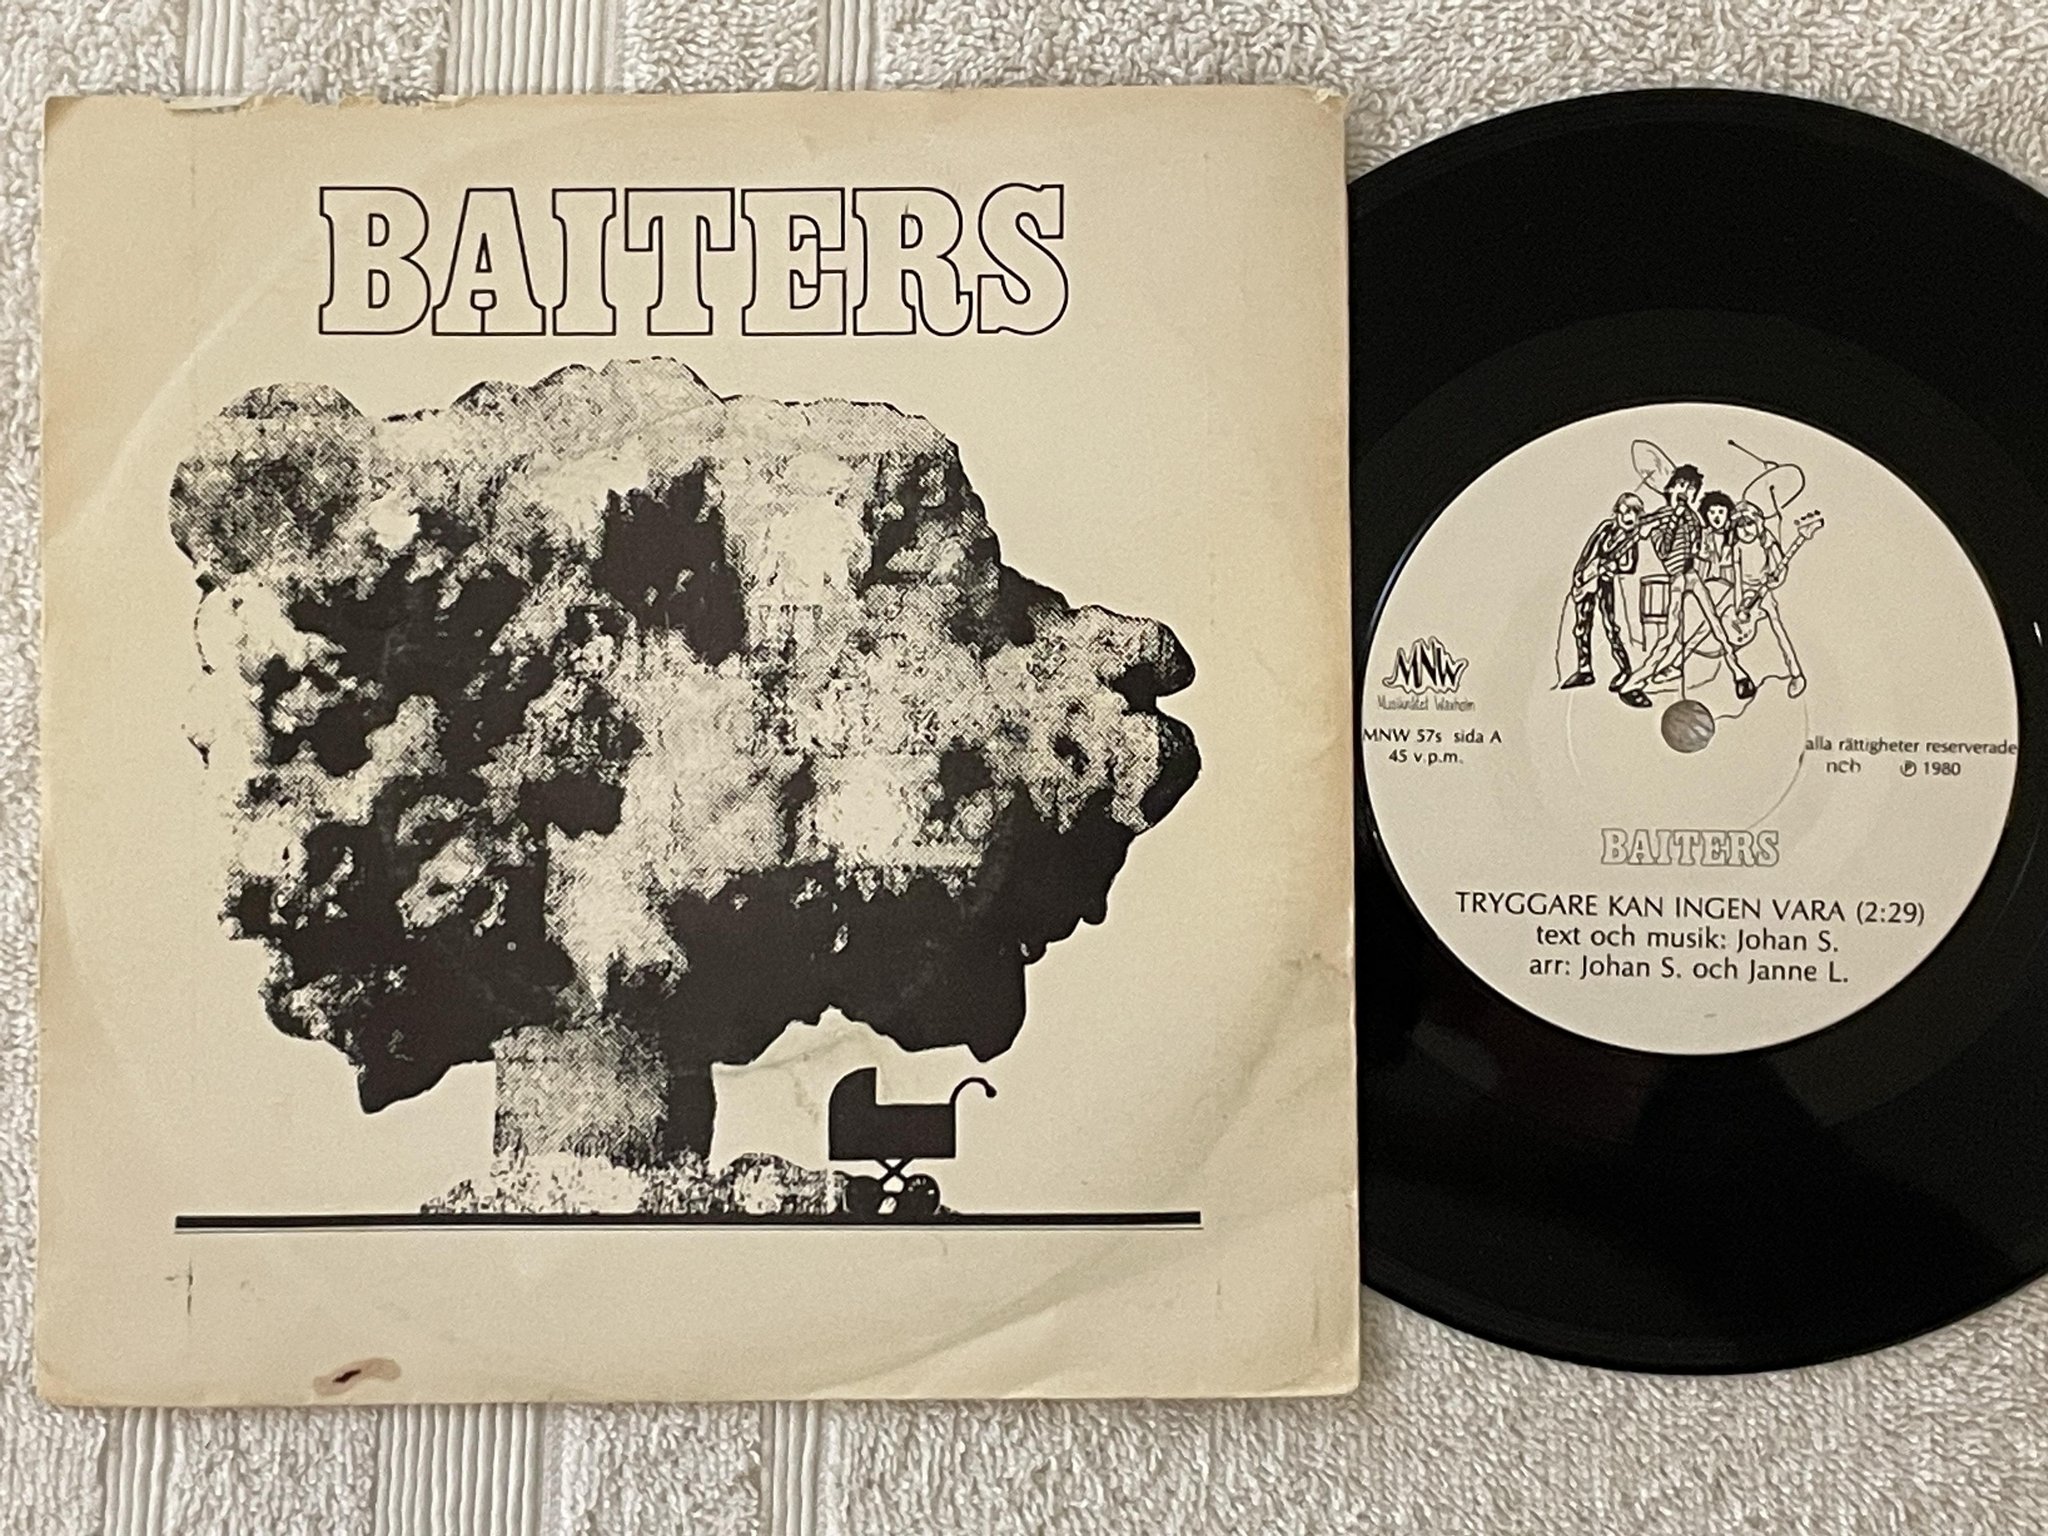 BAITERS
MNW
Musiknätet Waxholm
MNW 57s sida A
45 v.p.m.
alla rättigheter reserverade
ncb ℗ 1980
BAITERS
TRYGGARE KAN INGEN VARA (2:29)
text och musik: Johan S.
arr: Johan S. och Janne L.